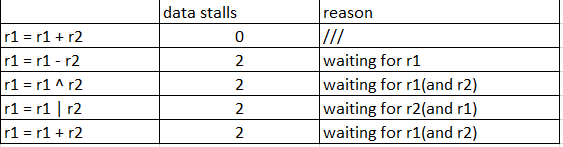 data stalls reason
r1 = r1 + r2 0 ///
r1 = r1 - r2 2 waiting for r1
r1 = r1 ^ r2 2 waiting for r1(and r2)
r1 = r1 | r2 2 waiting for r2(and r1)
r1 = r1 + r2 2 waiting for r1(and r2)